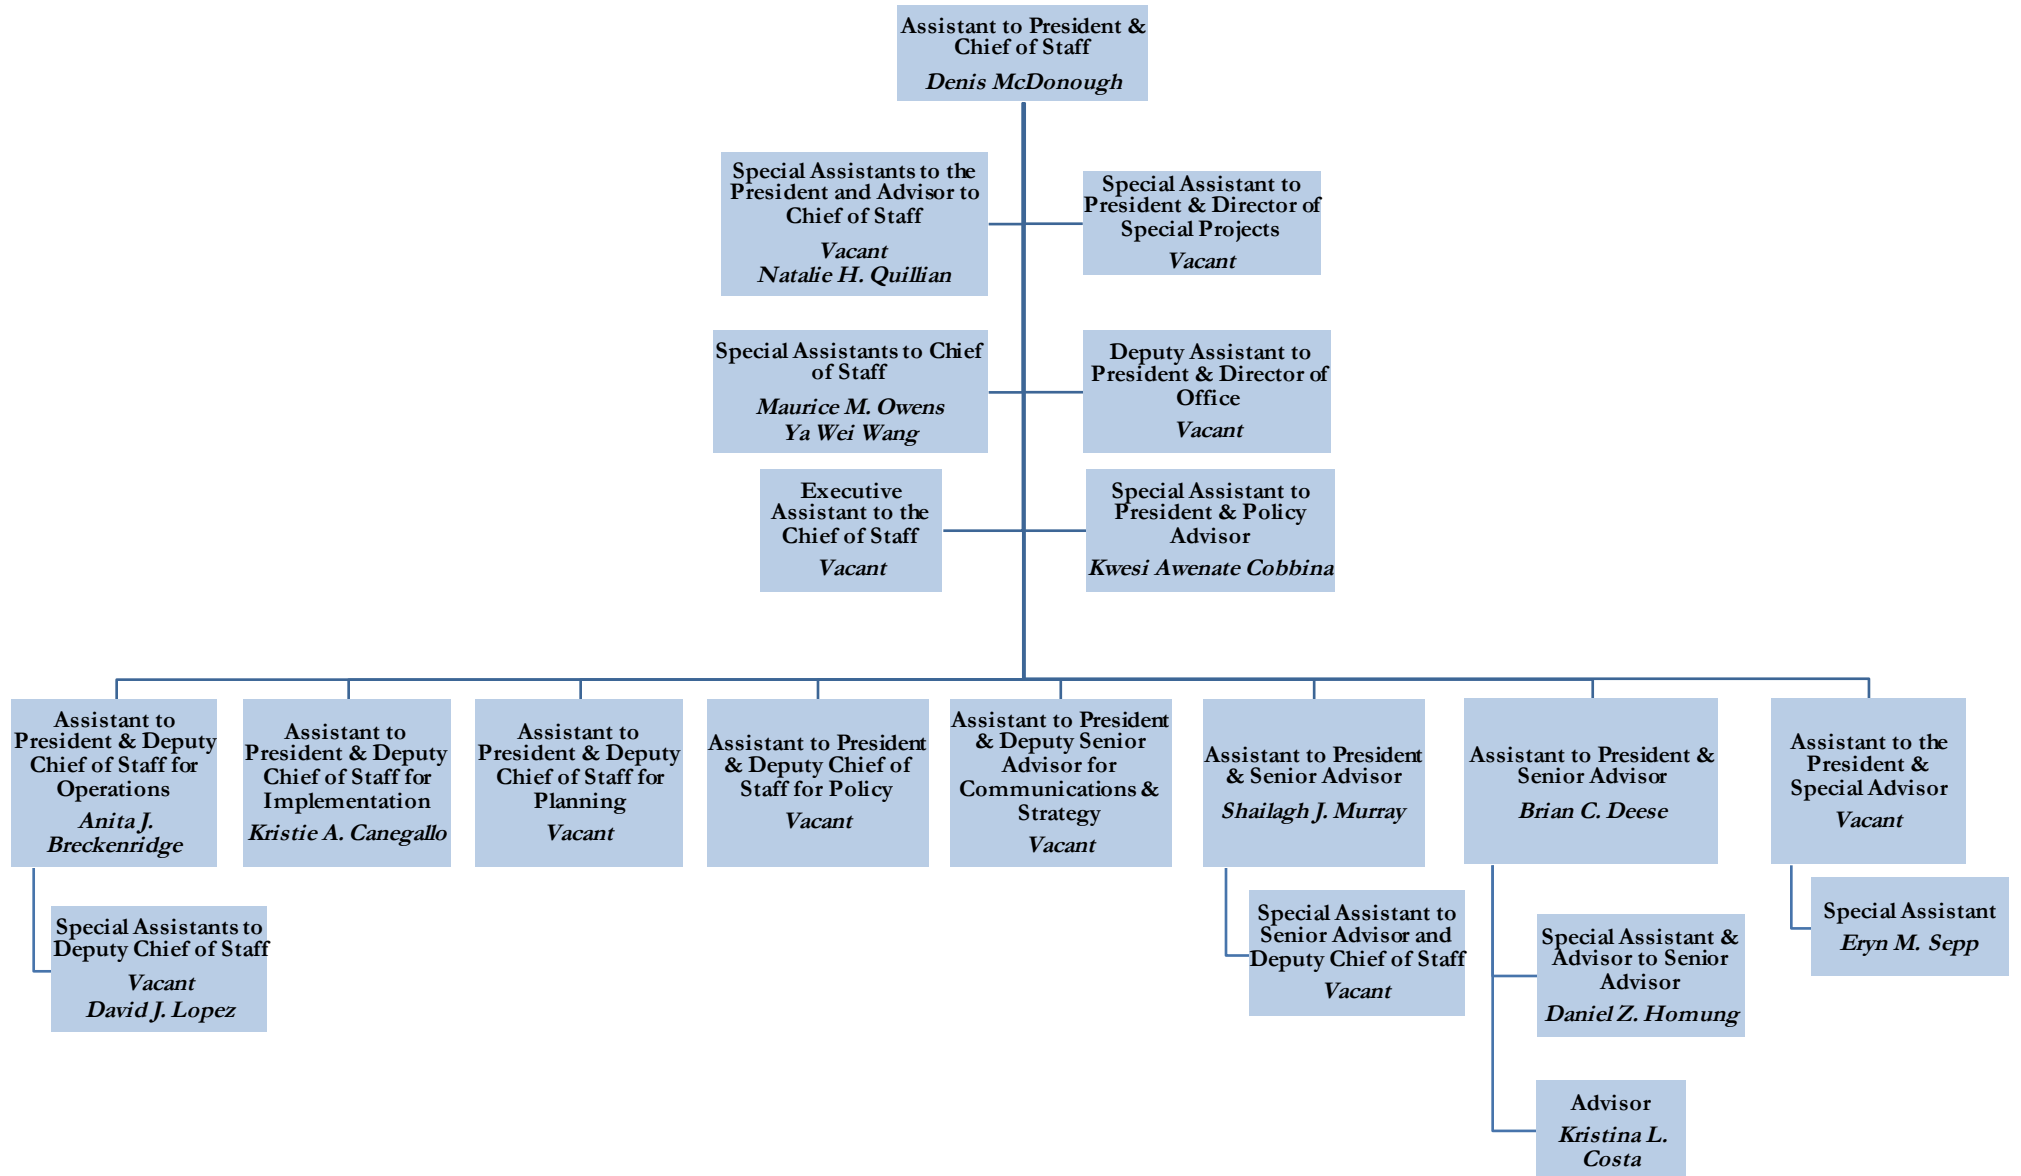 Assistant to President &
Chief of Staff
Denis McDonough
Special Assistants to the
President and Advisor to
Chief of Staff
Vacant
Natalie H. Quillian
Special Assistant to
President & Director of
Special Projects
Vacant
Special Assistants to Chief
of Staff
Maurice M. Owens
Ya Wei Wang
Deputy Assistant to
President & Director of
Office
Vacant
Executive
Assistant to the
Chief of Staff
Vacant
Special Assistant to
President & Policy
Advisor
Kwesi Awenate Cobbina
Assistant to
President & Deputy
Chief of Staff for
Operations
Anita J.
Breckenridge
Assistant to
President & Deputy
Chief of Staff for
Implementation
Kristie A. Canegallo
Assistant to
President & Deputy
Chief of Staff for
Planning
Vacant
Assistant to President
& Deputy Chief of
Staff for Policy
Vacant
Assistant to President
& Deputy Senior
Advisor for
Communications &
Strategy
Vacant
Assistant to President
& Senior Advisor
Shailagh J. Murray
Assistant to President &
Senior Advisor
Brian C. Deese
Assistant to the
President &
Special Advisor
Vacant
Special Assistants to
Deputy Chief of Staff
Vacant
David J. Lopez
Special Assistant to
Senior Advisor and
Deputy Chief of Staff
Vacant
Special Assistant &
Advisor to Senior
Advisor
Daniel Z. Hornung
Special Assistant
Eryn M. Sepp
Advisor
Kristina L.
Costa